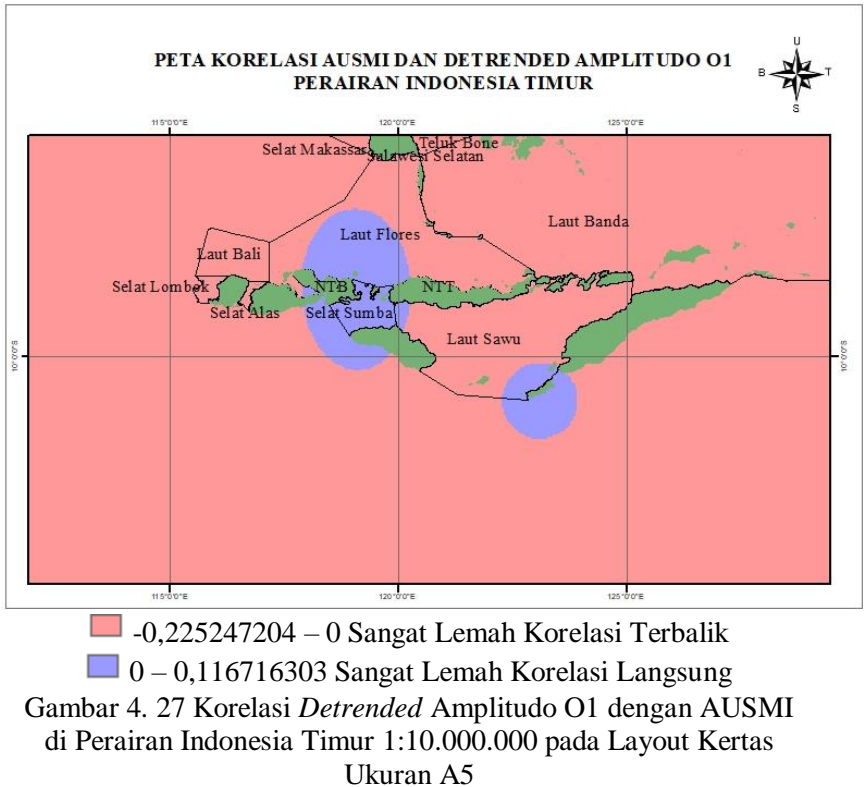 PETA KORELASI AUSMI DAN DETRENDED AMPLITUDO O1
PERAIRAN INDONESIA TIMUR
U
B
T
S
115°0'0"E
120°0'0"E
125°0'0"E
Selat Makassar
Teluk Bone
Sulawesi Selatan
Laut Banda
Laut Flores
Laut Bali
Selat Lombok
NTB
NTT
Selat Alas
Selat Sumba
Laut Sawu
10°0'0"S
10°0'0"S
115°0'0"E
120°0'0"E
125°0'0"E
-0,225247204 – 0 Sangat Lemah Korelasi Terbalik
0 – 0,116716303 Sangat Lemah Korelasi Langsung
Gambar 4. 27 Korelasi Detrended Amplitudo O1 dengan AUSMI
di Perairan Indonesia Timur 1:10.000.000 pada Layout Kertas
Ukuran A5